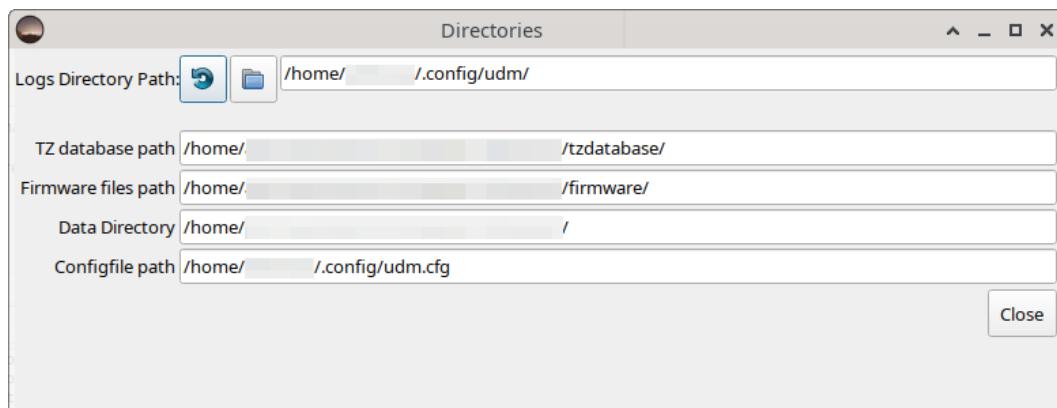 Directories
Logs Directory Path: /home/ /.config/udm/
TZ database path /home/ /tzdatabase/
Firmware files path /home/ /firmware/
Data Directory /home/ /
Configfile path /home/ /.config/udm.cfg
Close